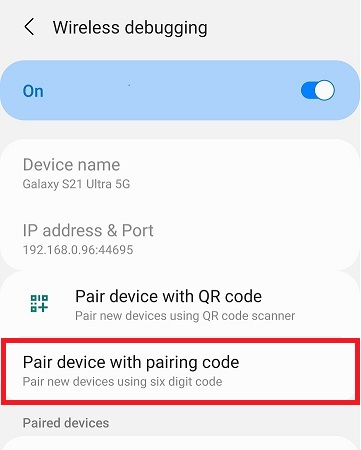 Wireless debugging
On
Device name
Galaxy S21 Ultra 5G
IP address & Port
192.168.0.96:44695
Pair device with QR code
Pair new devices using QR code scanner
Pair device with pairing code
Pair new devices using six digit code
Paired devices